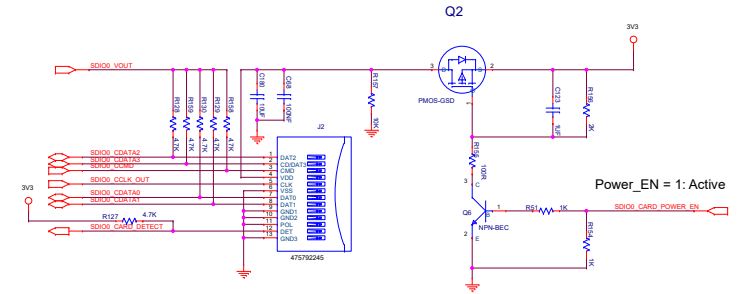 Q2
3V3
SDIO0_VOUT
3
D
S
2
C180
10UF
C68
100NF
R157
10K
PMOS-GSD
G
1
C123
1UF
R156
2K
R128
R159
R130
R129
R158
4.7K
4.7K
4.7K
4.7K
4.7K
J2
R155
100R
SDIO0_CDATA2
SDIO0_CDATA3
SDIO0_CCMD
SDIO0_CCLK_OUT
SDIO0_CDATA0
SDIO0_CDATA1
1 DAT2
2 CD/DAT3
3 CMD
4 VDD
5 CLK
6 VSS
7 DAT0
8 DAT1
9 GND1
10 GND2
11 POL
12 DET
13 GND3
475792245
3V3
R127 4.7K
SDIO0_CARD_DETECT
Power_EN = 1: Active
3 C
Q6
B
1
R51 1K
SDIO0_CARD_POWER_EN
NPN-BEC
2 E
R154
1K